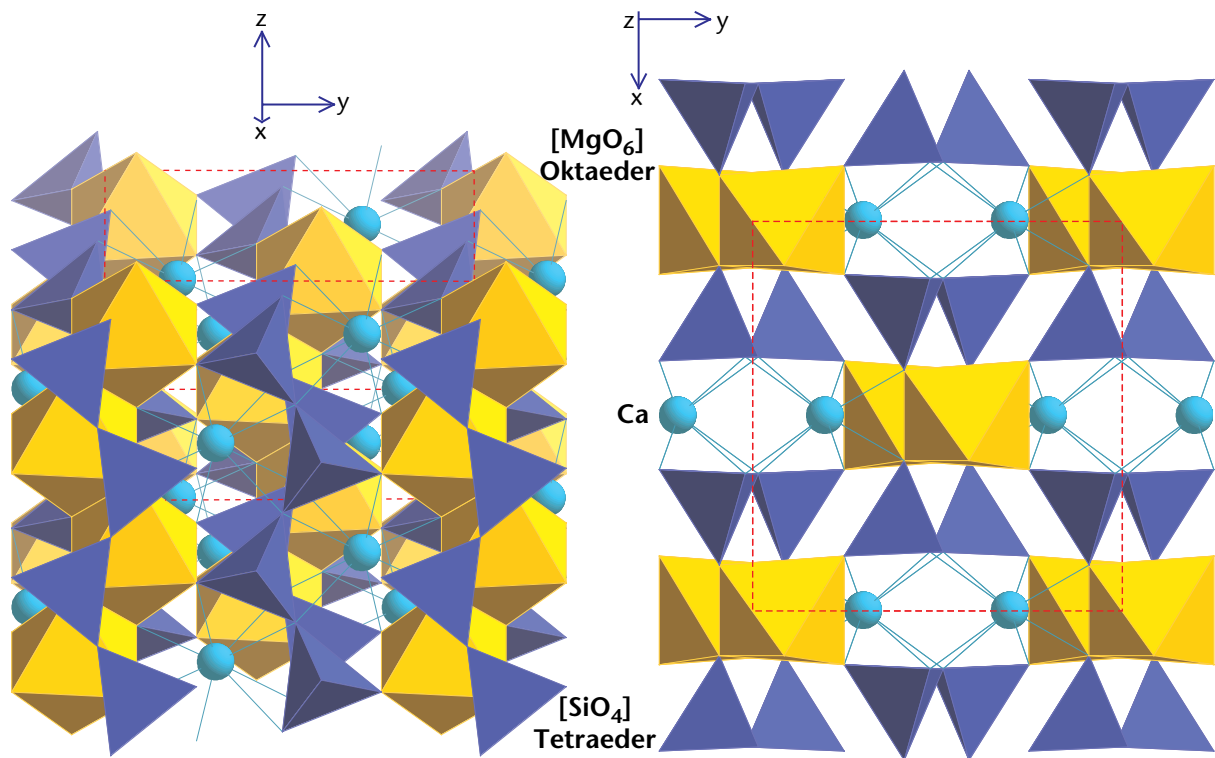 z
y
x
z
y
x
[MgO₆]
Oktaeder
Ca
[SiO₄]
Tetraeder